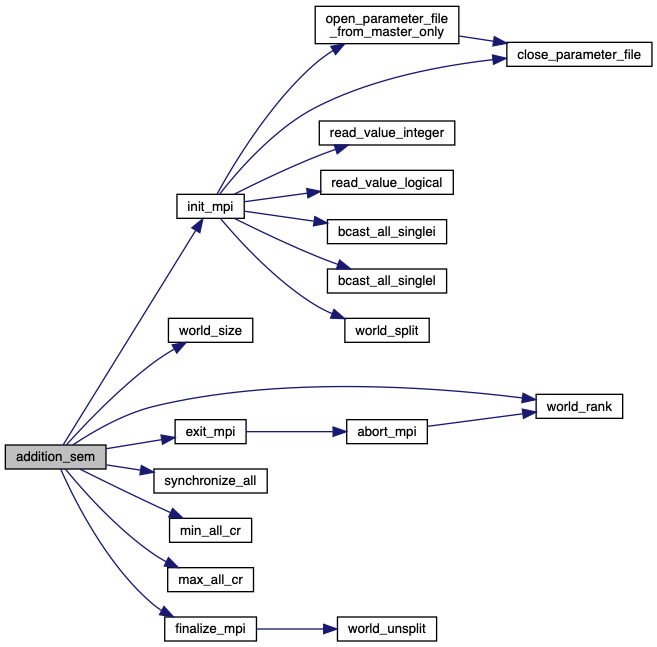 open_parameter_file
_from_master_only
close_parameter_file
read_value_integer
read_value_logical
init_mpi
bcast_all_singlei
bcast_all_singlel
world_size
world_split
world_rank
exit_mpi
abort_mpi
addition_sem
synchronize_all
min_all_cr
max_all_cr
finalize_mpi
world_unsplit